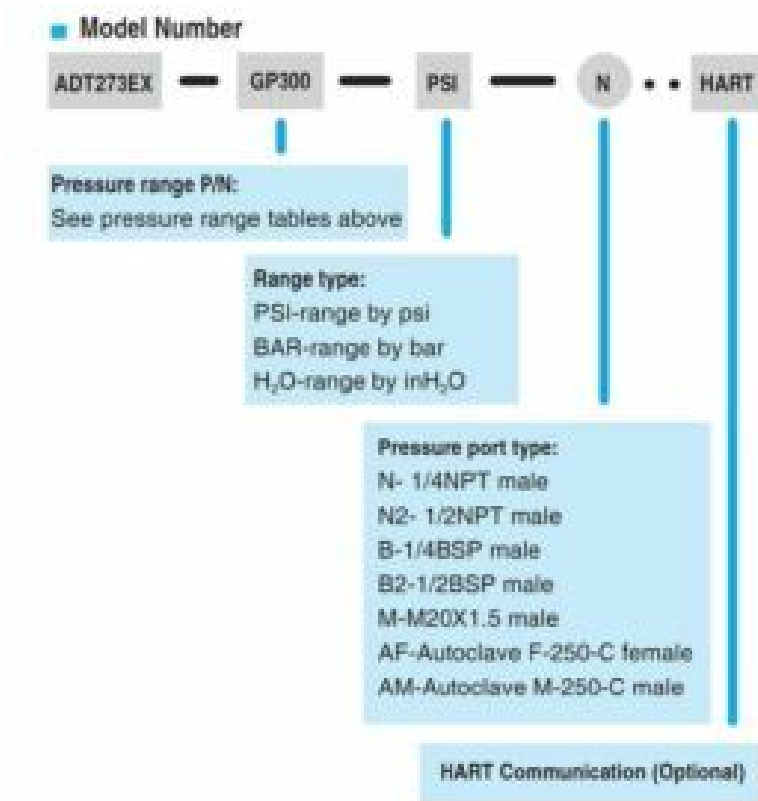 Model Number
ADT273EX — GP300 — PSI — N • • HART
Pressure range P/N:
See pressure range tables above
Range type:
PSI-range by psi
BAR-range by bar
H₂O-range by inH₂O
Pressure port type:
N- 1/4NPT male
N2- 1/2NPT male
B-1/4BSP male
B2-1/2BSP male
M-M20X1.5 male
AF-Autoclave F-250-C female
AM-Autoclave M-250-C male
HART Communication (Optional)